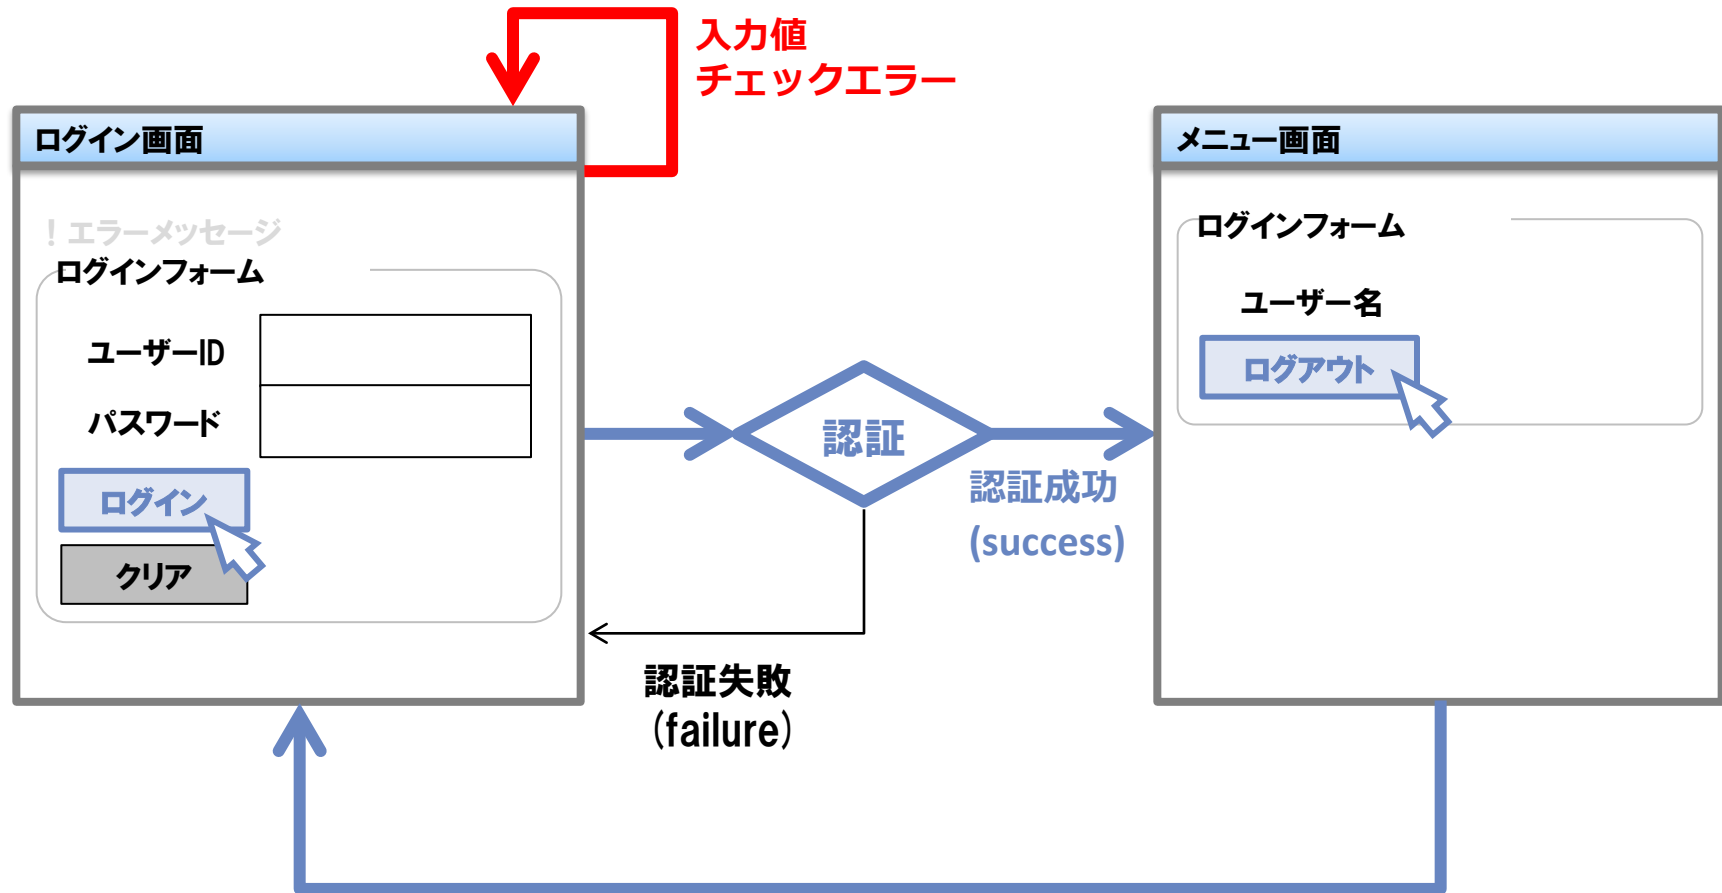 入力値
チェックエラー
ログイン画面
！エラーメッセージ
ログインフォーム
ユーザーID
パスワード
ログイン
クリア
認証
認証成功
(success)
認証失敗
(failure)
メニュー画面
ログインフォーム
ユーザー名
ログアウト